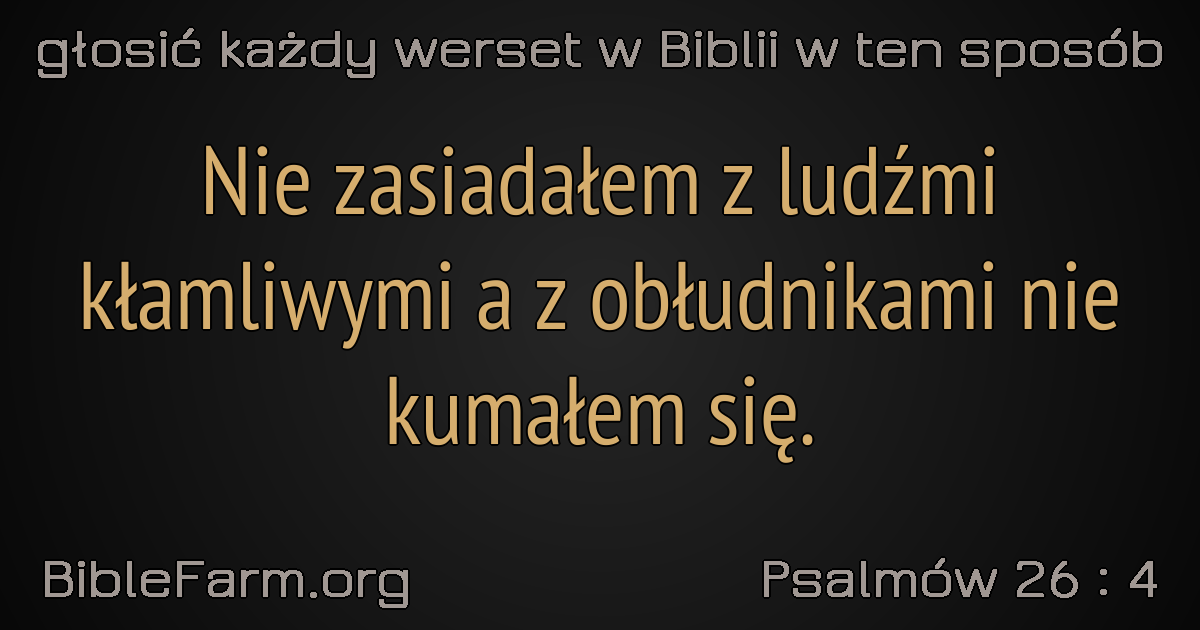 głosić każdy werset w Biblii w ten sposób
Nie zasiadałem z ludźmi
kłamliwymi a z obłudnikami nie
kumałem się.
BibleFarm.org
Psalmów 26 : 4